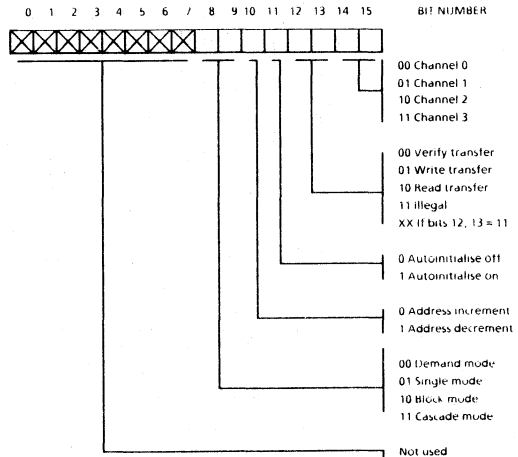 0 1 2 3 4 5 6 7 8 9 10 11 12 13 14 15 BIT NUMBER
00 Channel 0
01 Channel 1
10 Channel 2
11 Channel 3
00 Verify transfer
01 Write transfer
10 Read transfer
11 illegal
XX If bits 12, 13 = 11
0 Autoinitialise off
1 Autoinitialise on
0 Address increment
1 Address decrement
00 Demand mode
01 Single mode
10 Block mode
11 Cascade mode
Not used